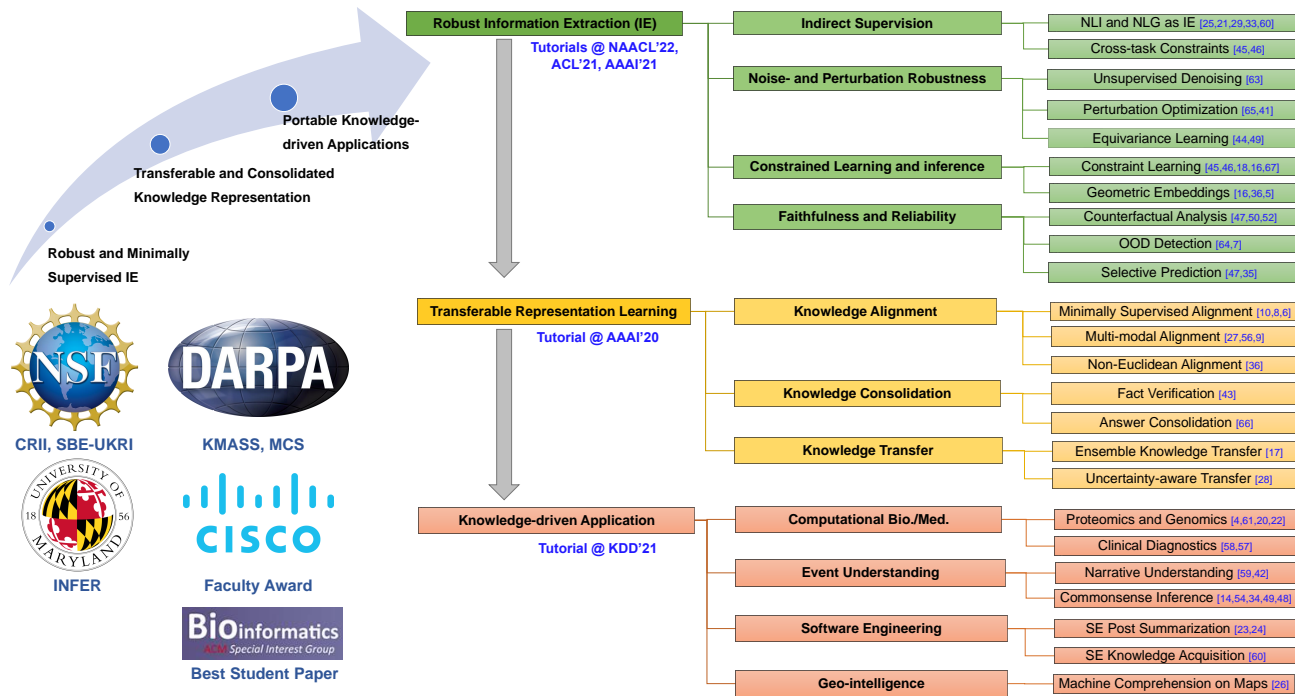 Robust Information Extraction (IE)
Tutorials @ NAACL'22,
ACL'21, AAAI'21
Portable Knowledge-
driven Applications
Transferable and Consolidated
Knowledge Representation
Robust and Minimally
Supervised IE
Indirect Supervision
NLI and NLG as IE [25,21,29,33,60]
Cross-task Constraints [45,46]
Noise- and Perturbation Robustness
Unsupervised Denoising [63]
Perturbation Optimization [65,41]
Equivariance Learning [44,49]
Constrained Learning and inference
Constraint Learning [45,46,18,16,67]
Geometric Embeddings [16,36,5]
Faithfulness and Reliability
Counterfactual Analysis [47,50,52]
OOD Detection [64,7]
Selective Prediction [47,35]
Transferable Representation Learning
Tutorial @ AAAI'20
Knowledge Alignment
Minimally Supervised Alignment [10,8,6]
Multi-modal Alignment [27,56,9]
Non-Euclidean Alignment [36]
Knowledge Consolidation
Fact Verification [43]
Answer Consolidation [66]
Knowledge Transfer
Ensemble Knowledge Transfer [17]
Uncertainty-aware Transfer [28]
Knowledge-driven Application
Tutorial @ KDD'21
Computational Bio./Med.
Proteomics and Genomics [4,61,20,22]
Clinical Diagnostics [58,57]
Event Understanding
Narrative Understanding [59,42]
Commonsense Inference [14,54,34,49,48]
Software Engineering
SE Post Summarization [23,24]
SE Knowledge Acquisition [60]
Geo-intelligence
Machine Comprehension on Maps [26]
NSF
CRII, SBE-UKRI
DARPA
KMASS, MCS
UNIVERSITY OF
18 56
MARYLAND
INFER
CISCO
Faculty Award
Bioinformatics
ACM Special Interest Group
Best Student Paper